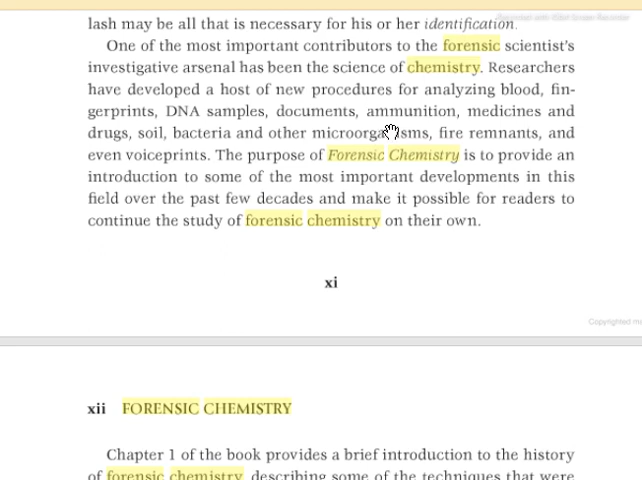 lash may be all that is necessary for his or her identification.
One of the most important contributors to the forensic scientist's
investigative arsenal has been the science of chemistry. Researchers
have developed a host of new procedures for analyzing blood, fin-
gerprints, DNA samples, documents, ammunition, medicines and
drugs, soil, bacteria and other microorganisms, fire remnants, and
even voiceprints. The purpose of Forensic Chemistry is to provide an
introduction to some of the most important developments in this
field over the past few decades and make it possible for readers to
continue the study of forensic chemistry on their own.
xi
Copyrighted
xii FORENSIC CHEMISTRY
Chapter 1 of the book provides a brief introduction to the history
of forensic chemistry, describing some of the techniques that were